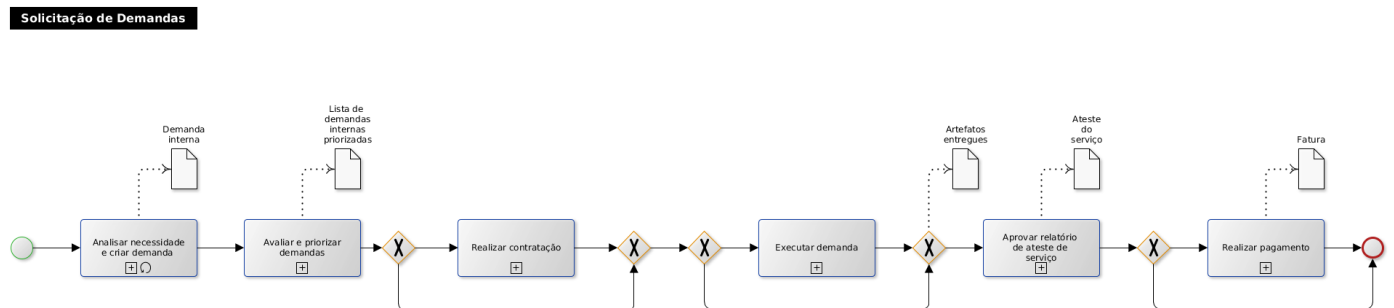 Solicitação de Demandas
Demanda
interna
Lista de
demandas
internas
priorizadas
Artefatos
entregues
Ateste
do
serviço
Fatura
Analisar necessidade
e criar demanda
Avaliar e priorizar
demandas
Realizar contratação
Executar demanda
Aprovar relatório
de ateste de
serviço
Realizar pagamento